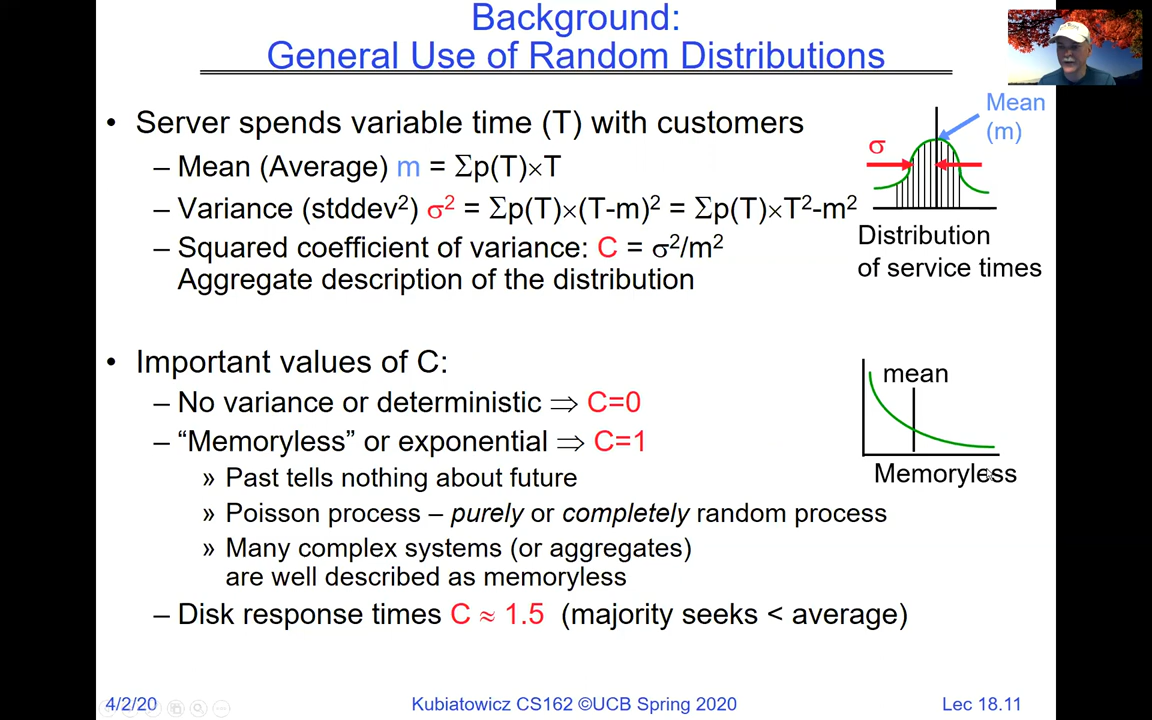 Background:
General Use of Random Distributions
• Server spends variable time (T) with customers
– Mean (Average) m = Σp(T)×T
– Variance (stddev²) σ² = Σp(T)×(T-m)² = Σp(T)×T²-m²
– Squared coefficient of variance: C = σ²/m²
Aggregate description of the distribution
Mean
(m)
σ
Distribution
of service times
• Important values of C:
– No variance or deterministic ⇒ C=0
– “Memoryless” or exponential ⇒ C=1
» Past tells nothing about future
» Poisson process – purely or completely random process
» Many complex systems (or aggregates)
are well described as memoryless
– Disk response times C ≈ 1.5 (majority seeks < average)
mean
Memoryless
4/2/20
Kubiatowicz CS162 ©UCB Spring 2020
Lec 18.11